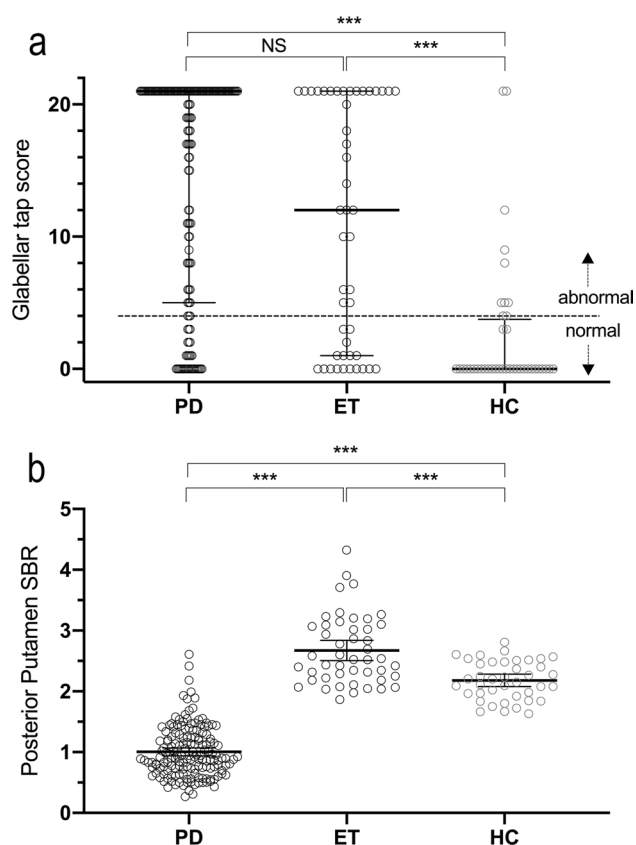 a
***
NS
***
Glabellar tap score
20
10
0
abnormal
normal
PD ET HC
b
***
***
***
Posterior Putamen SBR
5
4
3
2
1
0
PD ET HC